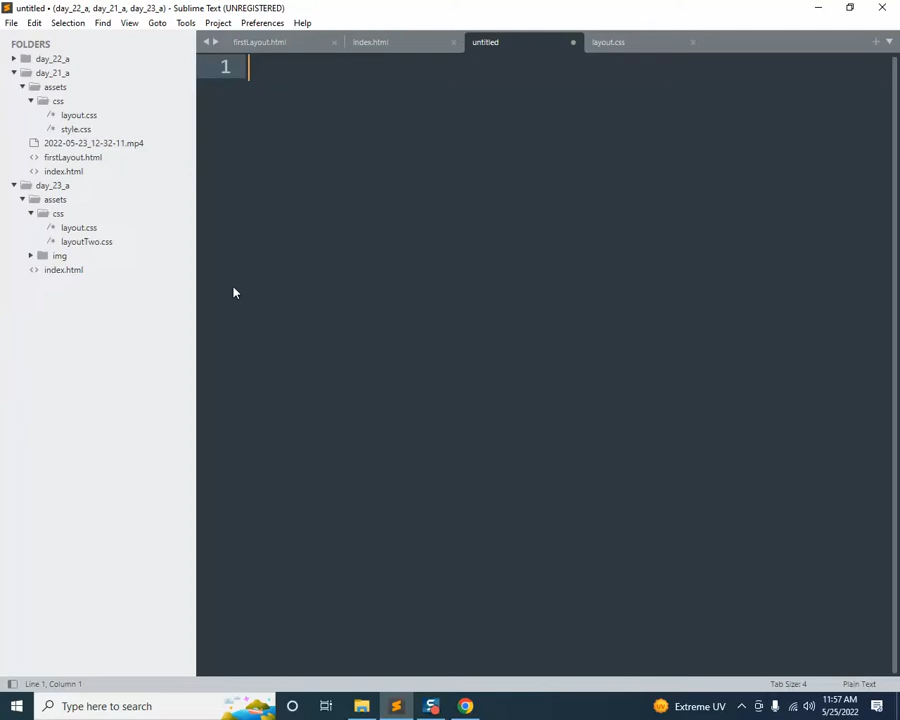 untitled • (day_22_a, day_21_a, day_23_a) - Sublime Text (UNREGISTERED)
File Edit Selection Find View Goto Tools Project Preferences Help
FOLDERS
day_22_a
day_21_a
assets
css
layout.css
style.css
2022-05-23_12-32-11.mp4
firstLayout.html
index.html
day_23_a
assets
css
layout.css
layoutTwo.css
img
index.html
firstLayout.html index.html untitled layout.css
1
Line 1, Column 1 Tab Size: 4 Plain Text
Type here to search Extreme UV 11:57 AM
5/25/2022